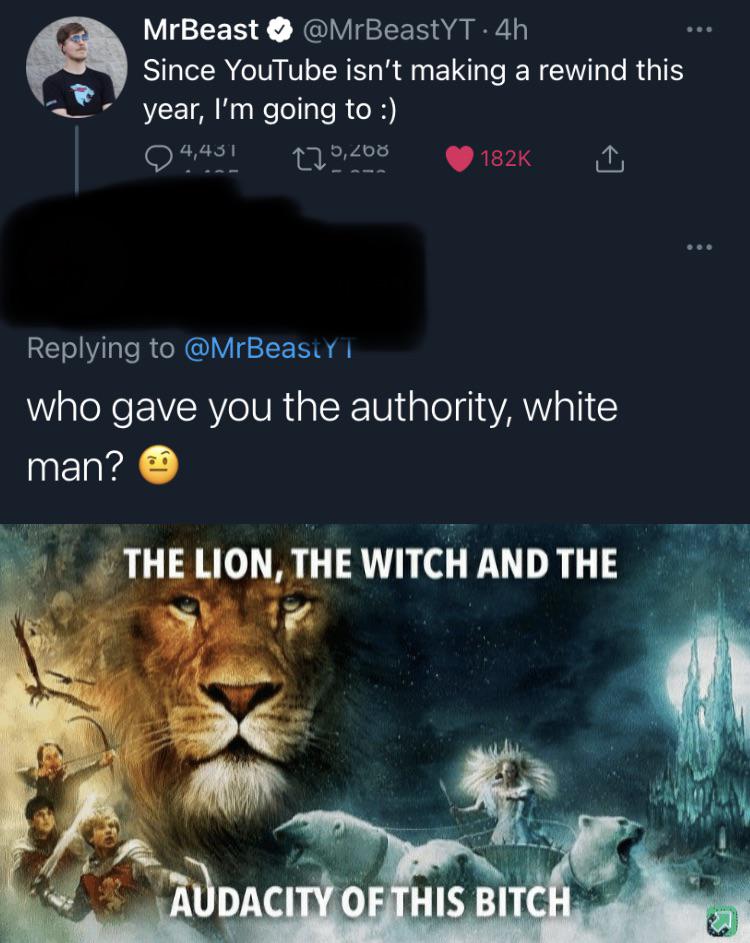 MrBeast @MrBeastYT · 4h
Since YouTube isn't making a rewind this
year, I'm going to :)
4,431 5,268 182K
Replying to @MrBeastYT
who gave you the authority, white
man? 🤨
THE LION, THE WITCH AND THE
AUDACITY OF THIS BITCH